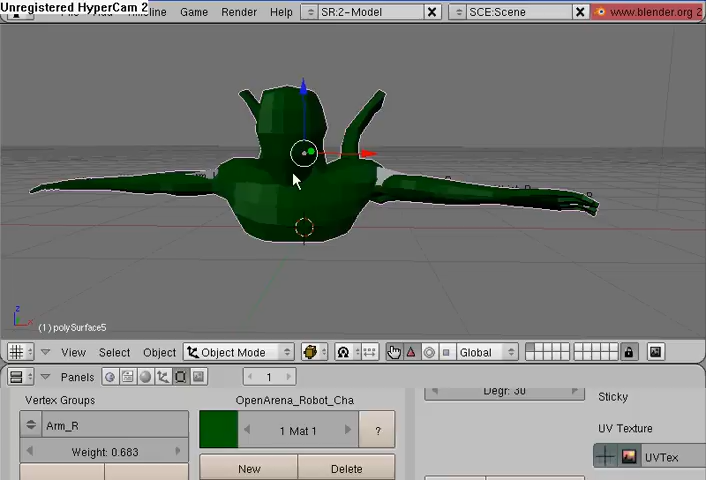 Unregistered HyperCam 2
Timeline Game Render Help SR:2-Model SCE:Scene www.blender.org 2
z
x
(1) polySurface5
View Select Object Object Mode Global
Panels 1
Vertex Groups OpenArena_Robot_Cha Degr: 30 Sticky
Arm_R 1 Mat 1 ? UV Texture
Weight: 0.683 UVTex
New Delete